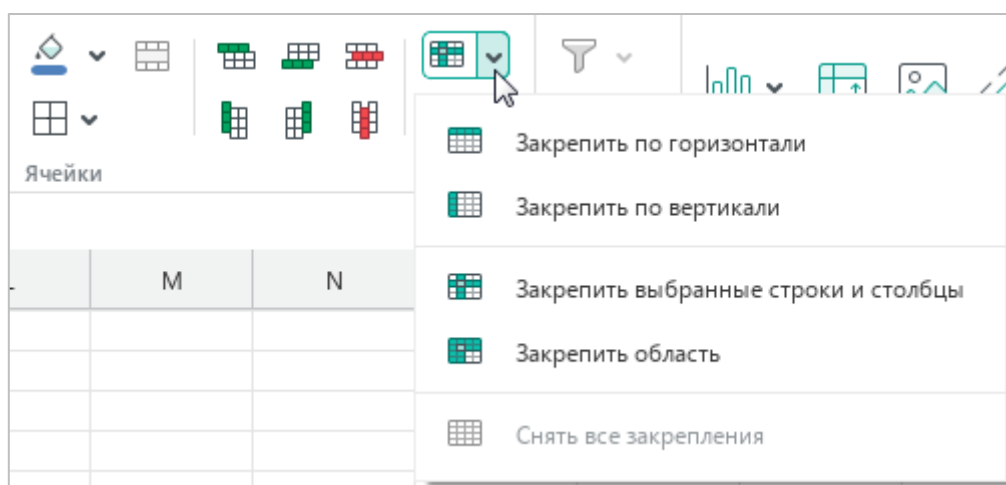 Ячейки
M
N
Закрепить по горизонтали
Закрепить по вертикали
Закрепить выбранные строки и столбцы
Закрепить область
Снять все закрепления